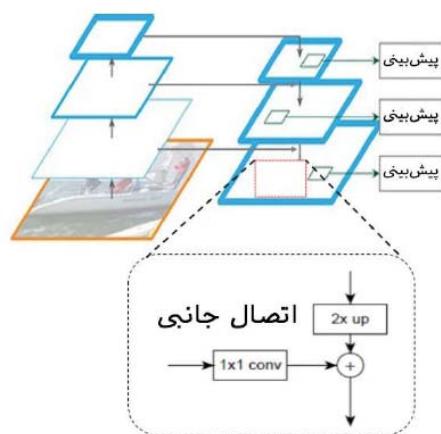 پیش‌بینی
پیش‌بینی
پیش‌بینی
اتصال جانبی
2x up
1x1 conv
+